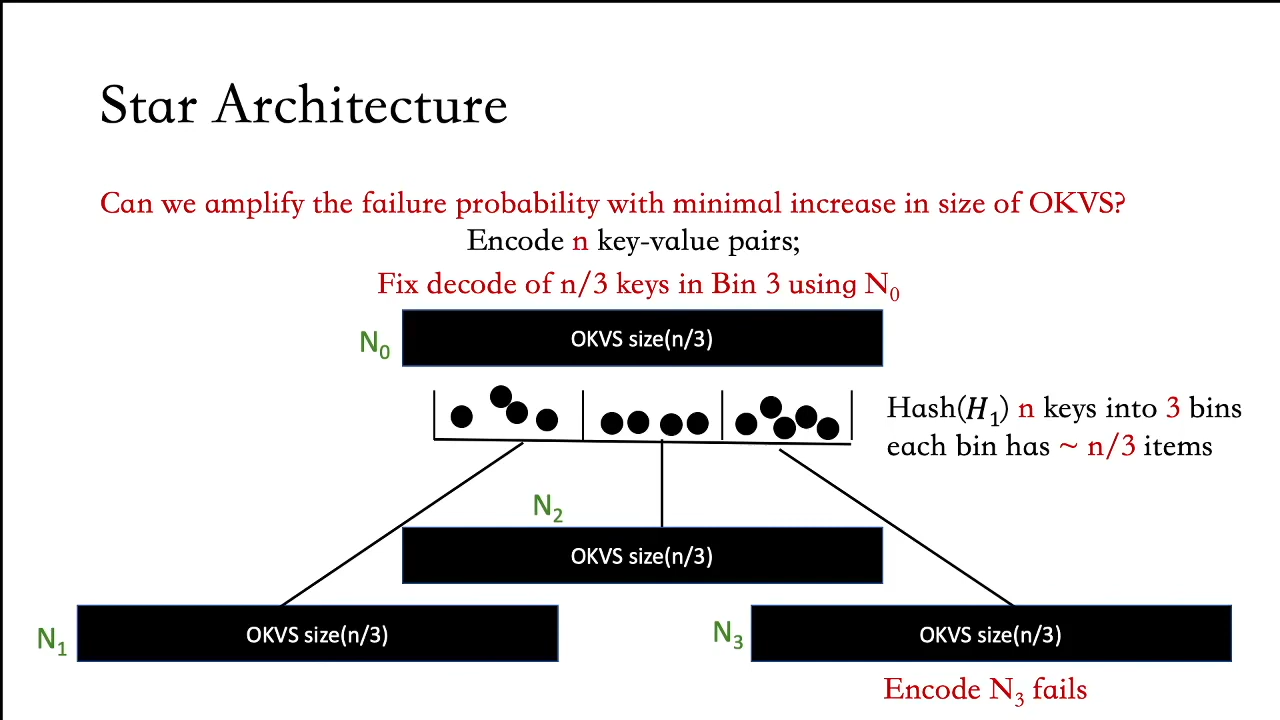 Star Architecture
Can we amplify the failure probability with minimal increase in size of OKVS?
Encode n key-value pairs;
Fix decode of n/3 keys in Bin 3 using N₀
N₀
OKVS size(n/3)
Hash(H₁) n keys into 3 bins
each bin has ~ n/3 items
N₂
OKVS size(n/3)
N₁
OKVS size(n/3)
N₃
OKVS size(n/3)
Encode N₃ fails